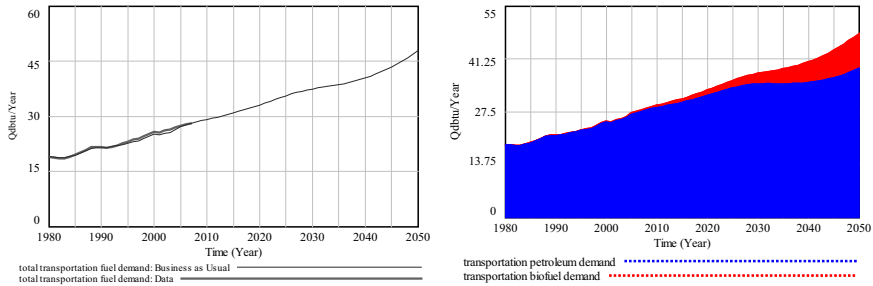 60
45
30
15
0
Qdbtu/Year
1980 1990 2000 2010 2020 2030 2040 2050
Time (Year)
total transportation fuel demand: Business as Usual
total transportation fuel demand: Data
55
41.25
27.5
13.75
0
Qdbtu/Year
1980 1990 2000 2010 2020 2030 2040 2050
Time (Year)
transportation petroleum demand
transportation biofuel demand